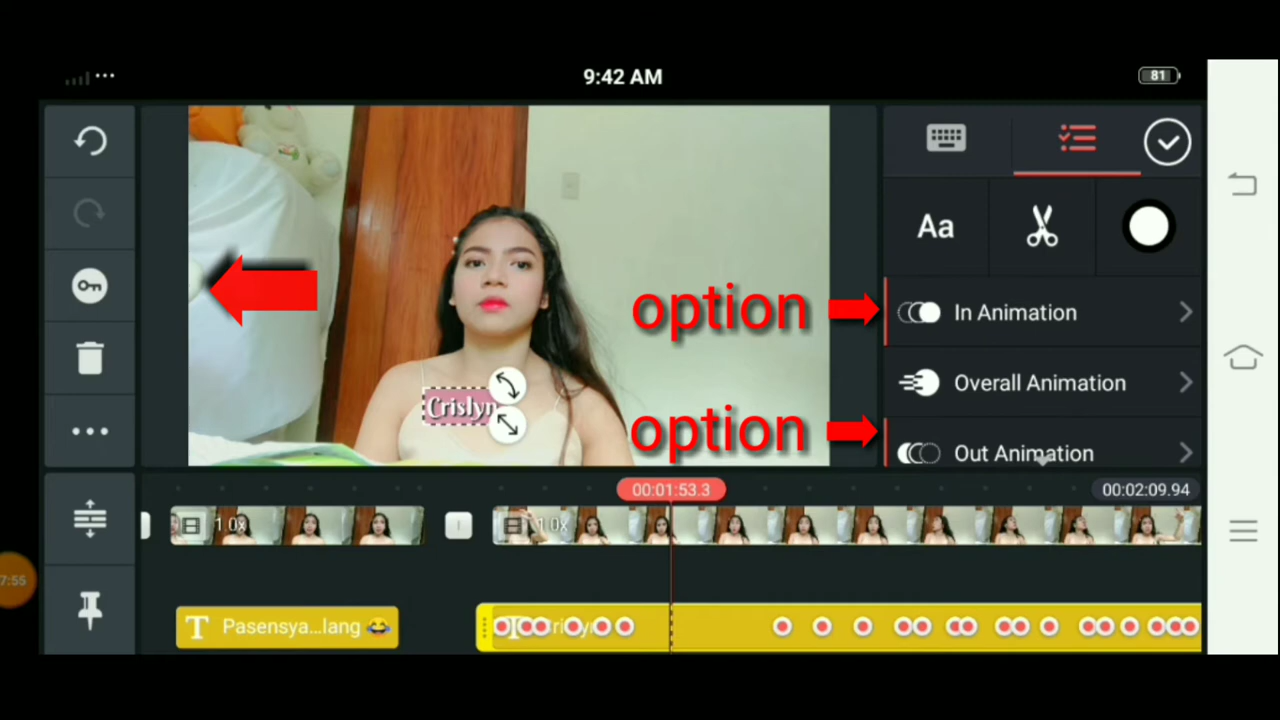 9:42 AM
81
Aa
option
In Animation
Overall Animation
Crislyn
option
Out Animation
00:01:53.3
00:02:09.94
1.0x
1.0x
7:55
T Pasensya...lang 😂